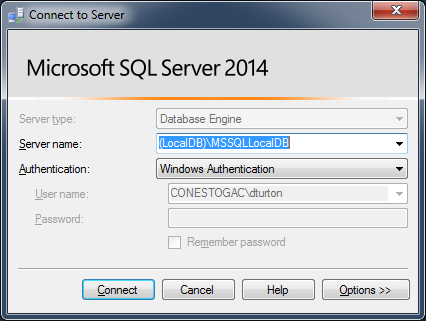 Connect to Server
Microsoft SQL Server 2014
Server type: Database Engine
Server name: (LocalDB)\MSSQLLocalDB
Authentication: Windows Authentication
User name: CONESTOGAC\dturton
Password:
Remember password
Connect Cancel Help Options >>